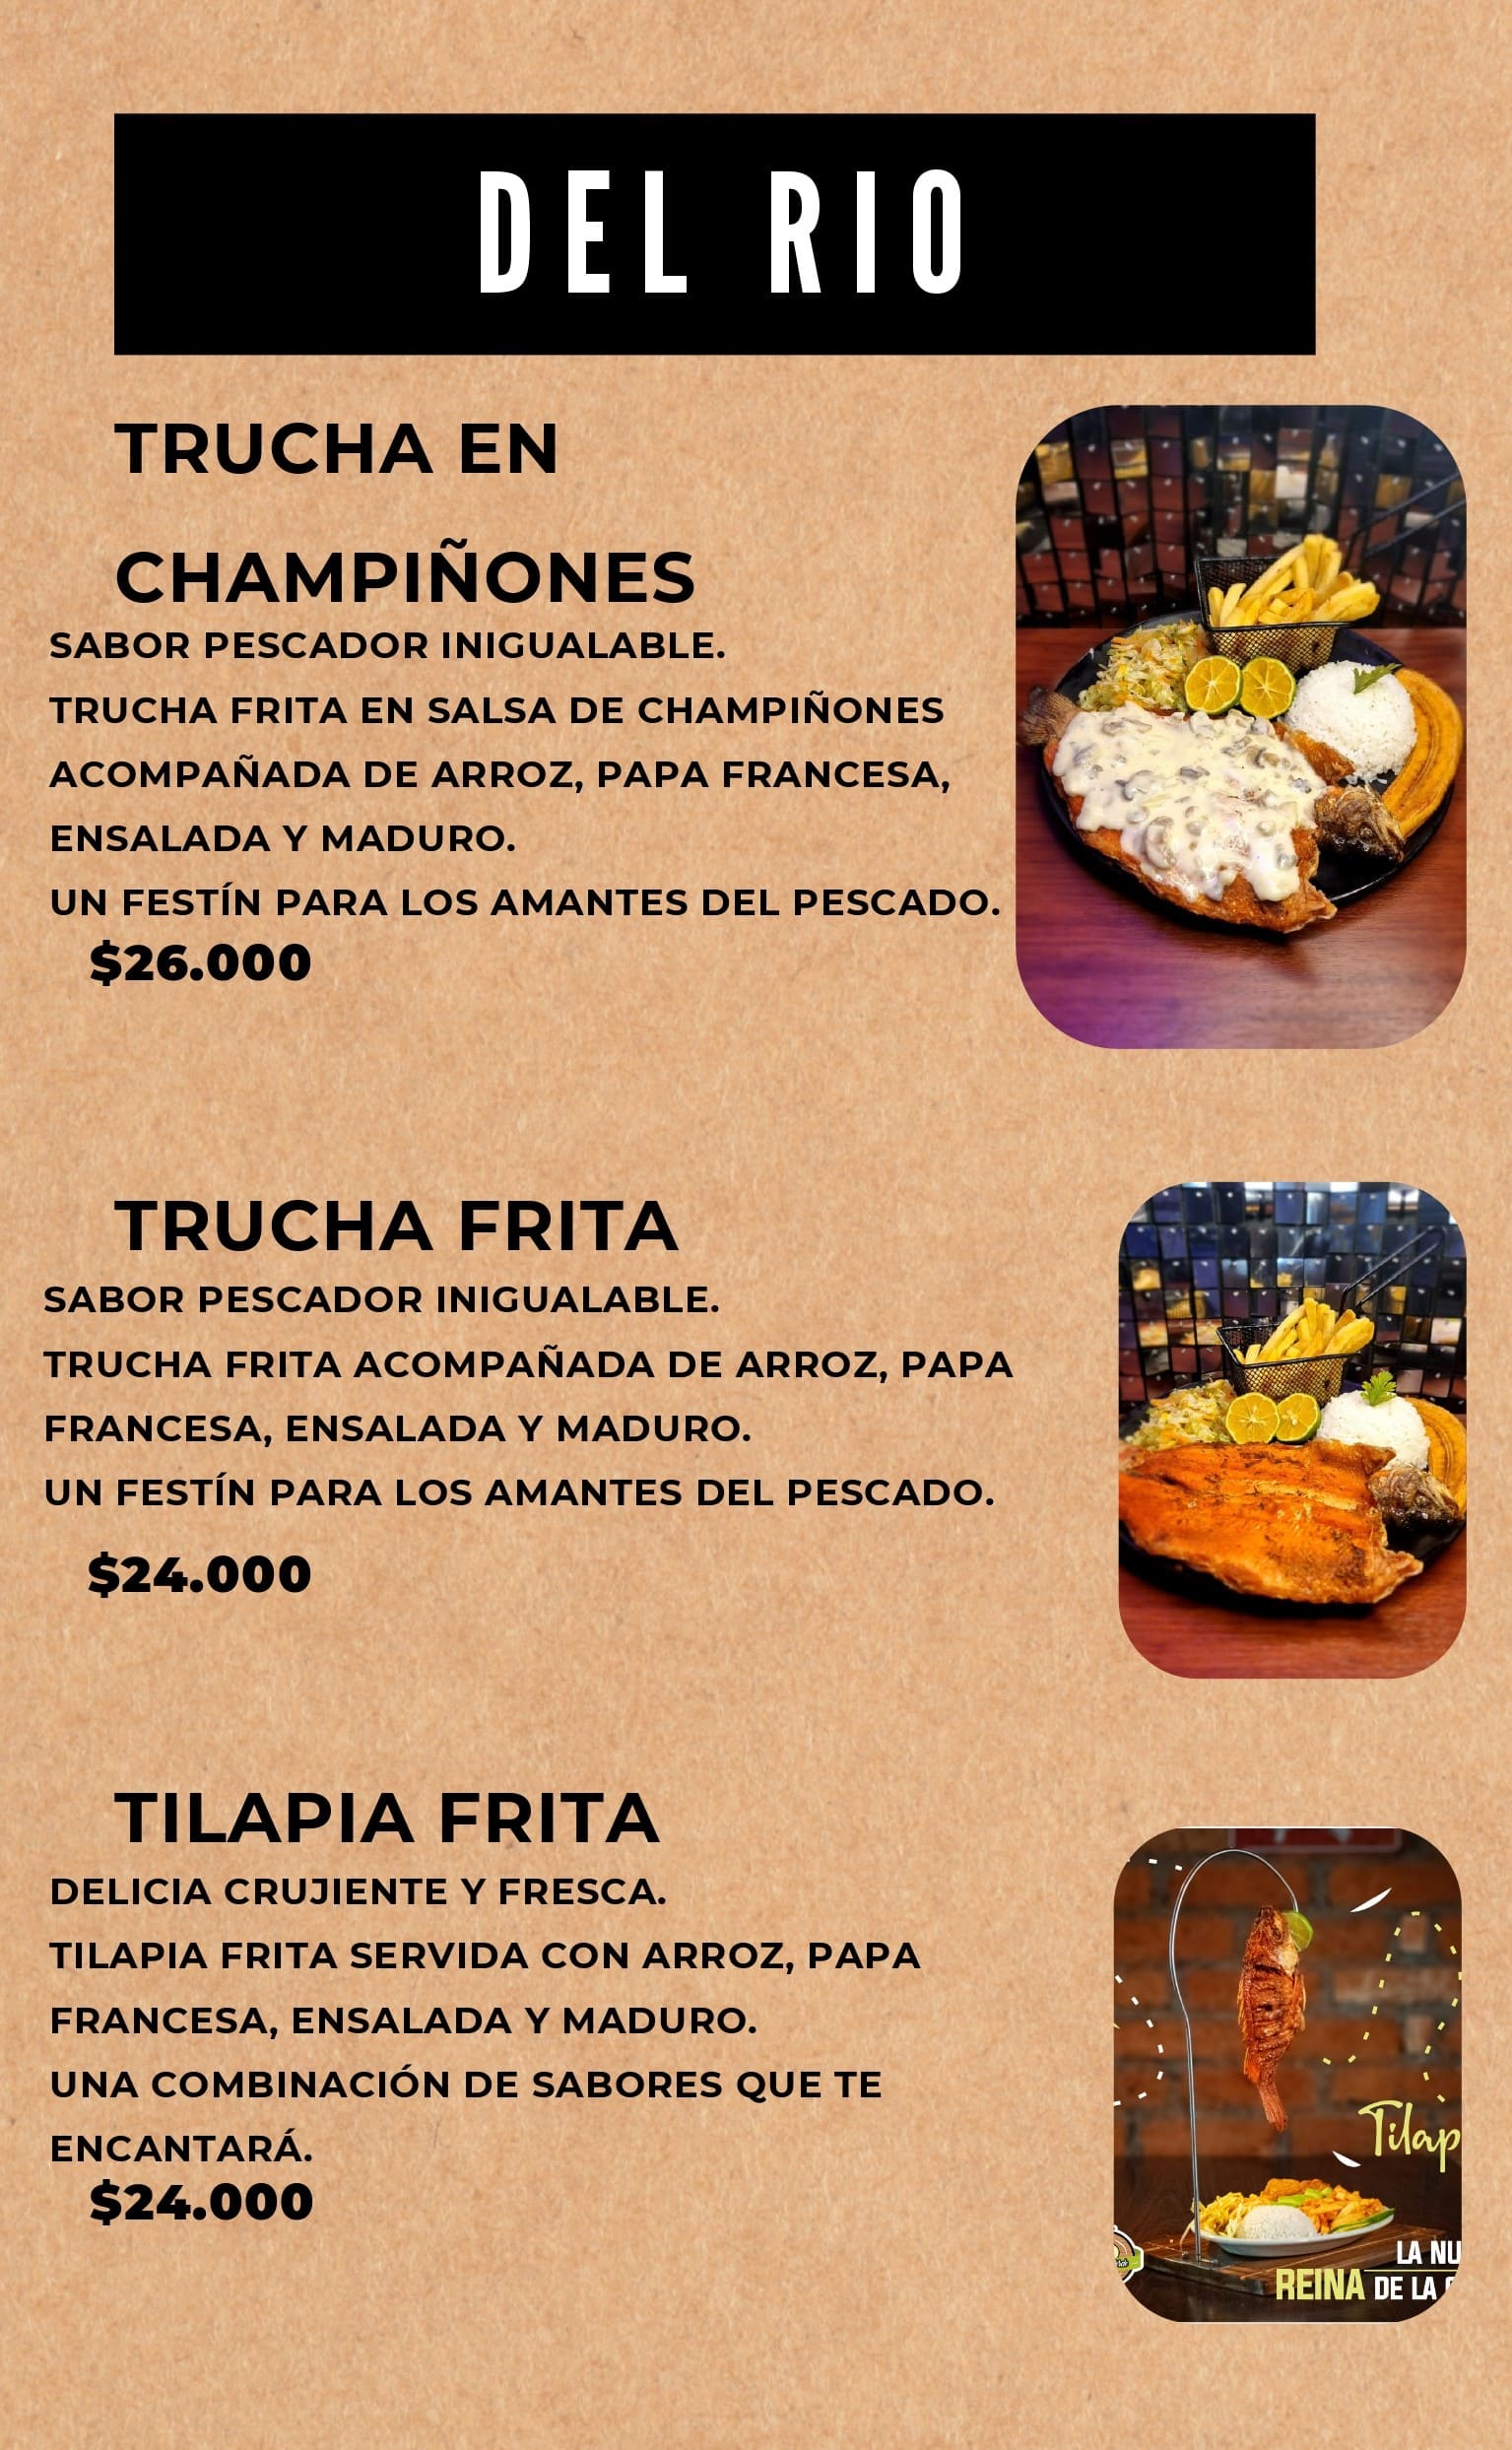 DEL RIO
TRUCHA EN
CHAMPIÑONES
SABOR PESCADOR INIGUALABLE.
TRUCHA FRITA EN SALSA DE CHAMPIÑONES
ACOMPAÑADA DE ARROZ, PAPA FRANCESA,
ENSALADA Y MADURO.
UN FESTÍN PARA LOS AMANTES DEL PESCADO.
$26.000
TRUCHA FRITA
SABOR PESCADOR INIGUALABLE.
TRUCHA FRITA ACOMPAÑADA DE ARROZ, PAPA
FRANCESA, ENSALADA Y MADURO.
UN FESTÍN PARA LOS AMANTES DEL PESCADO.
$24.000
TILAPIA FRITA
DELICIA CRUJIENTE Y FRESCA.
TILAPIA FRITA SERVIDA CON ARROZ, PAPA
FRANCESA, ENSALADA Y MADURO.
UNA COMBINACIÓN DE SABORES QUE TE
ENCANTARÁ.
$24.000
Tilap
LA NU
REINA DE LA